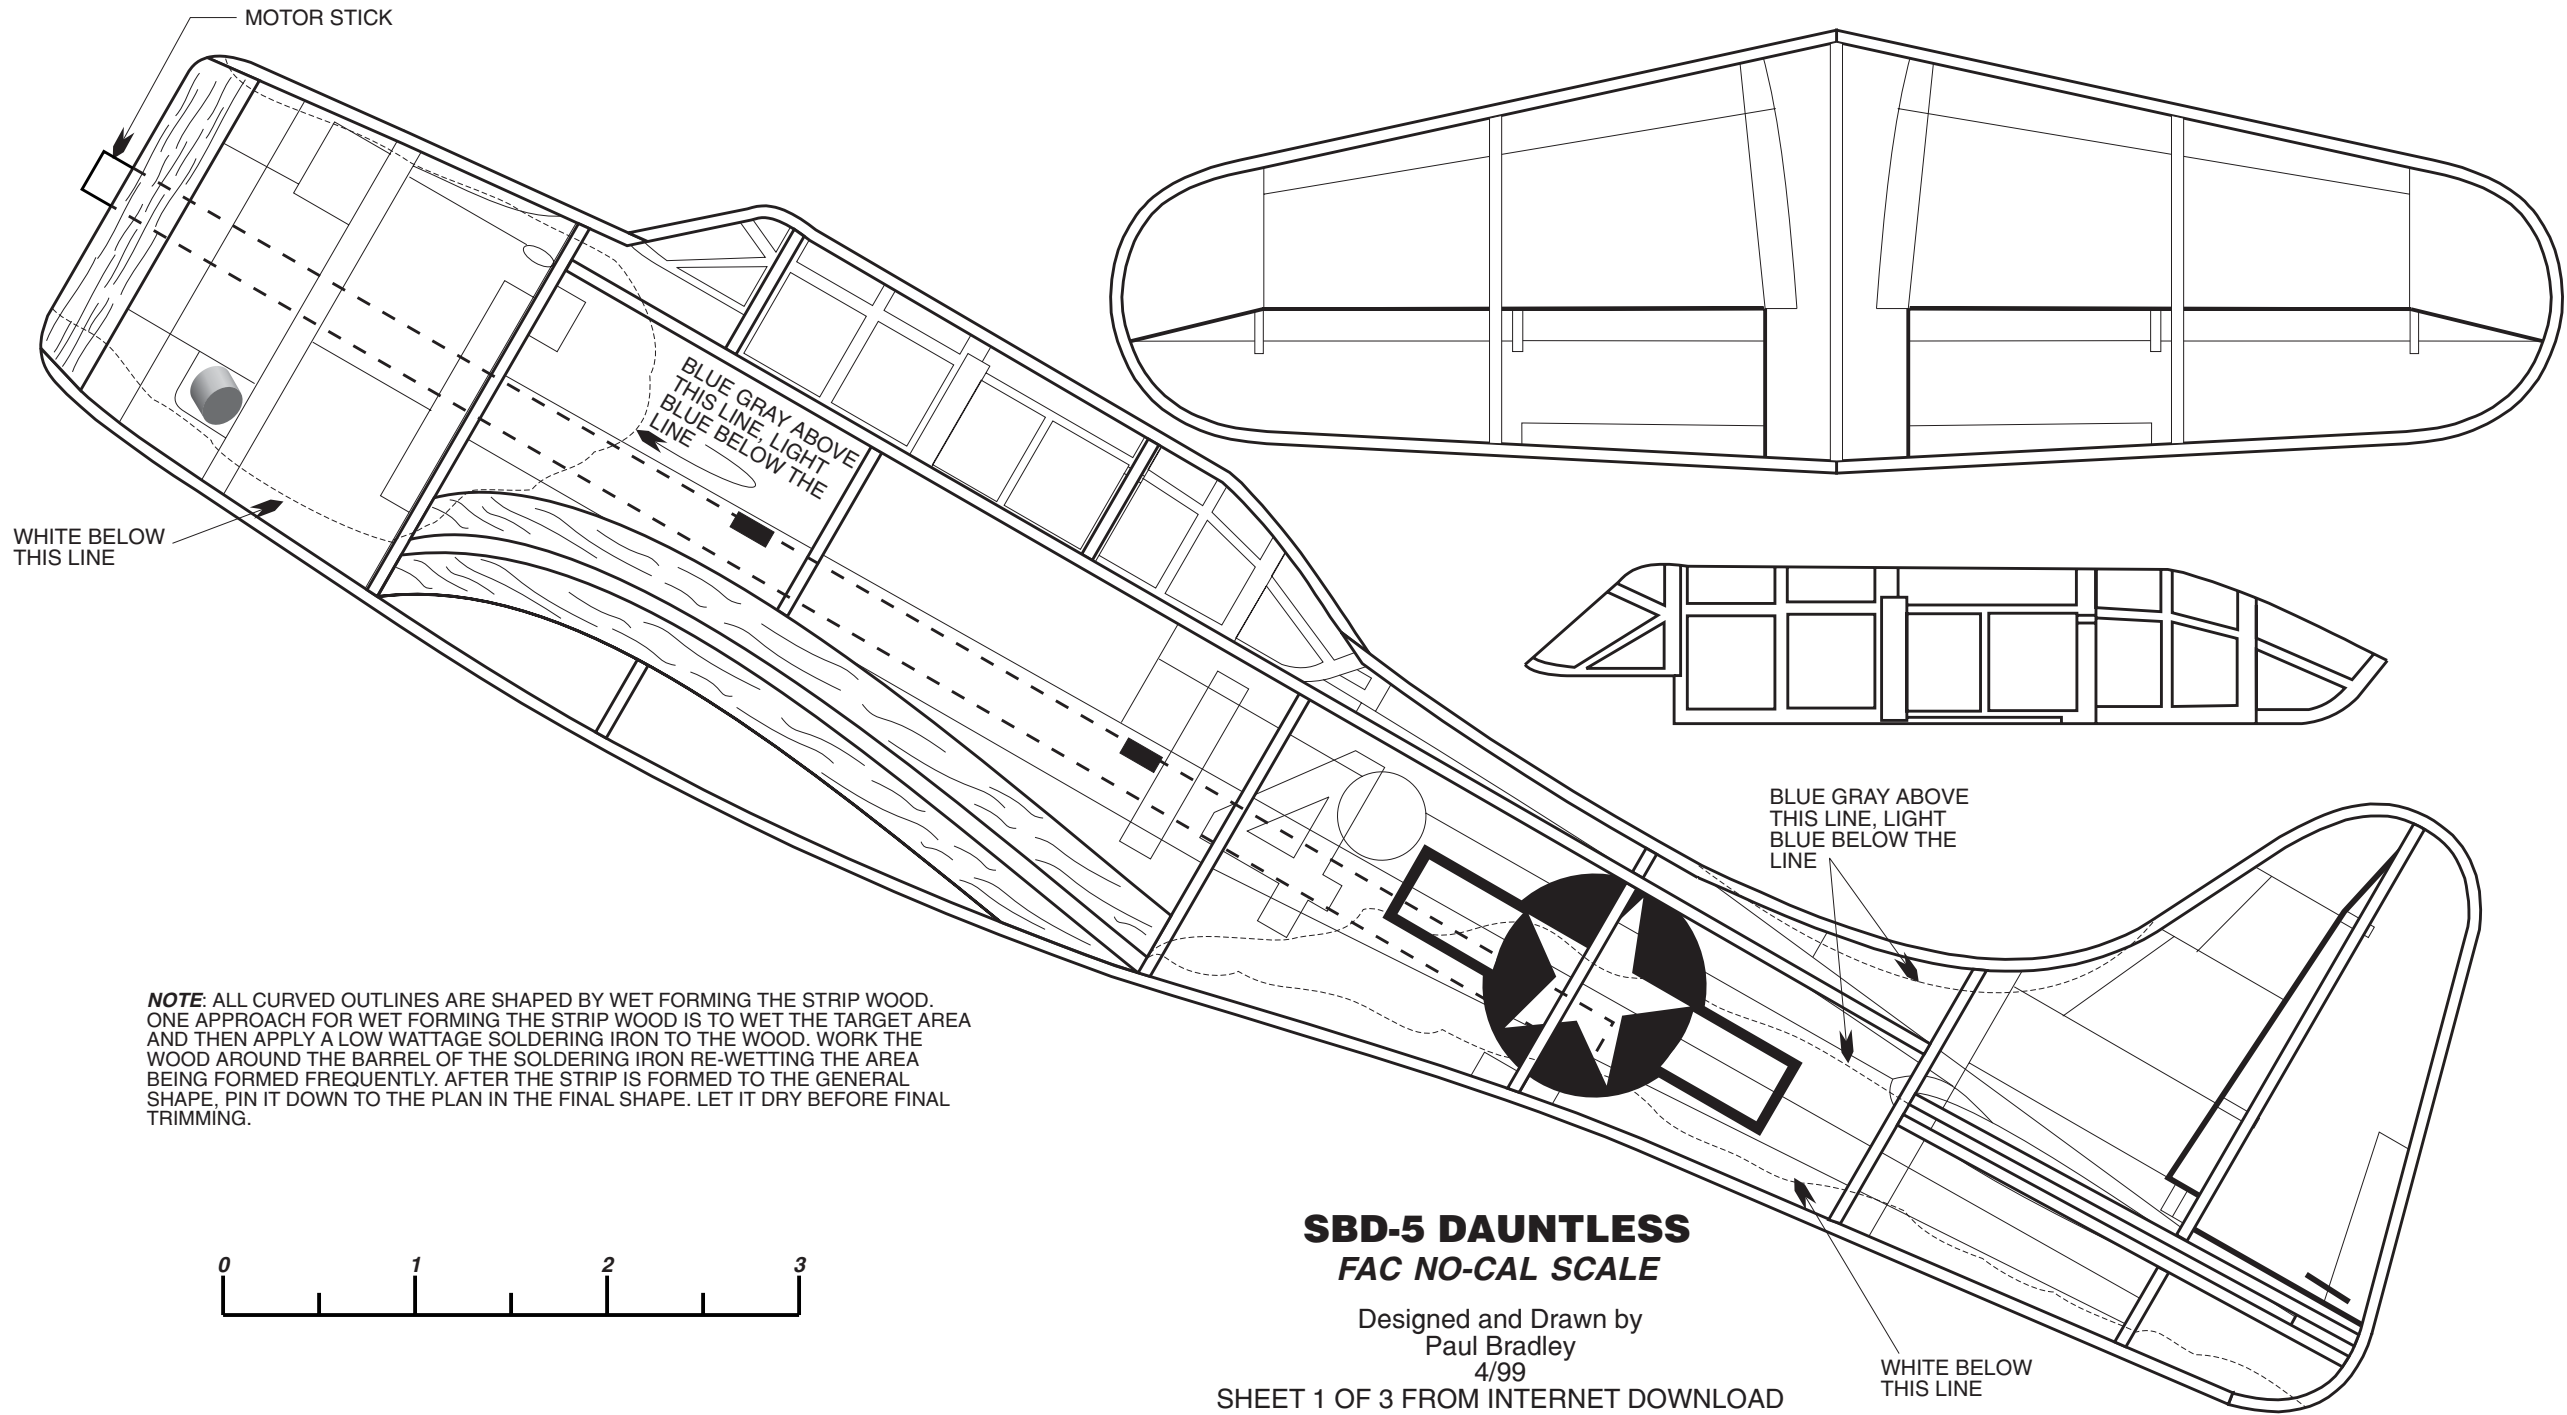 MOTOR STICK
BLUE GRAY ABOVE
THIS LINE, LIGHT
BLUE BELOW THE
LINE
WHITE BELOW
THIS LINE
14
BLUE GRAY ABOVE
THIS LINE, LIGHT
BLUE BELOW THE
LINE
NOTE: ALL CURVED OUTLINES ARE SHAPED BY WET FORMING THE STRIP WOOD.
ONE APPROACH FOR WET FORMING THE STRIP WOOD IS TO WET THE TARGET AREA
AND THEN APPLY A LOW WATTAGE SOLDERING IRON TO THE WOOD. WORK THE
WOOD AROUND THE BARREL OF THE SOLDERING IRON RE-WETTING THE AREA
BEING FORMED FREQUENTLY. AFTER THE STRIP IS FORMED TO THE GENERAL
SHAPE, PIN IT DOWN TO THE PLAN IN THE FINAL SHAPE. LET IT DRY BEFORE FINAL
TRIMMING.
0 1 2 3
SBD-5 DAUNTLESS
FAC NO-CAL SCALE
Designed and Drawn by
Paul Bradley
4/99
SHEET 1 OF 3 FROM INTERNET DOWNLOAD
WHITE BELOW
THIS LINE